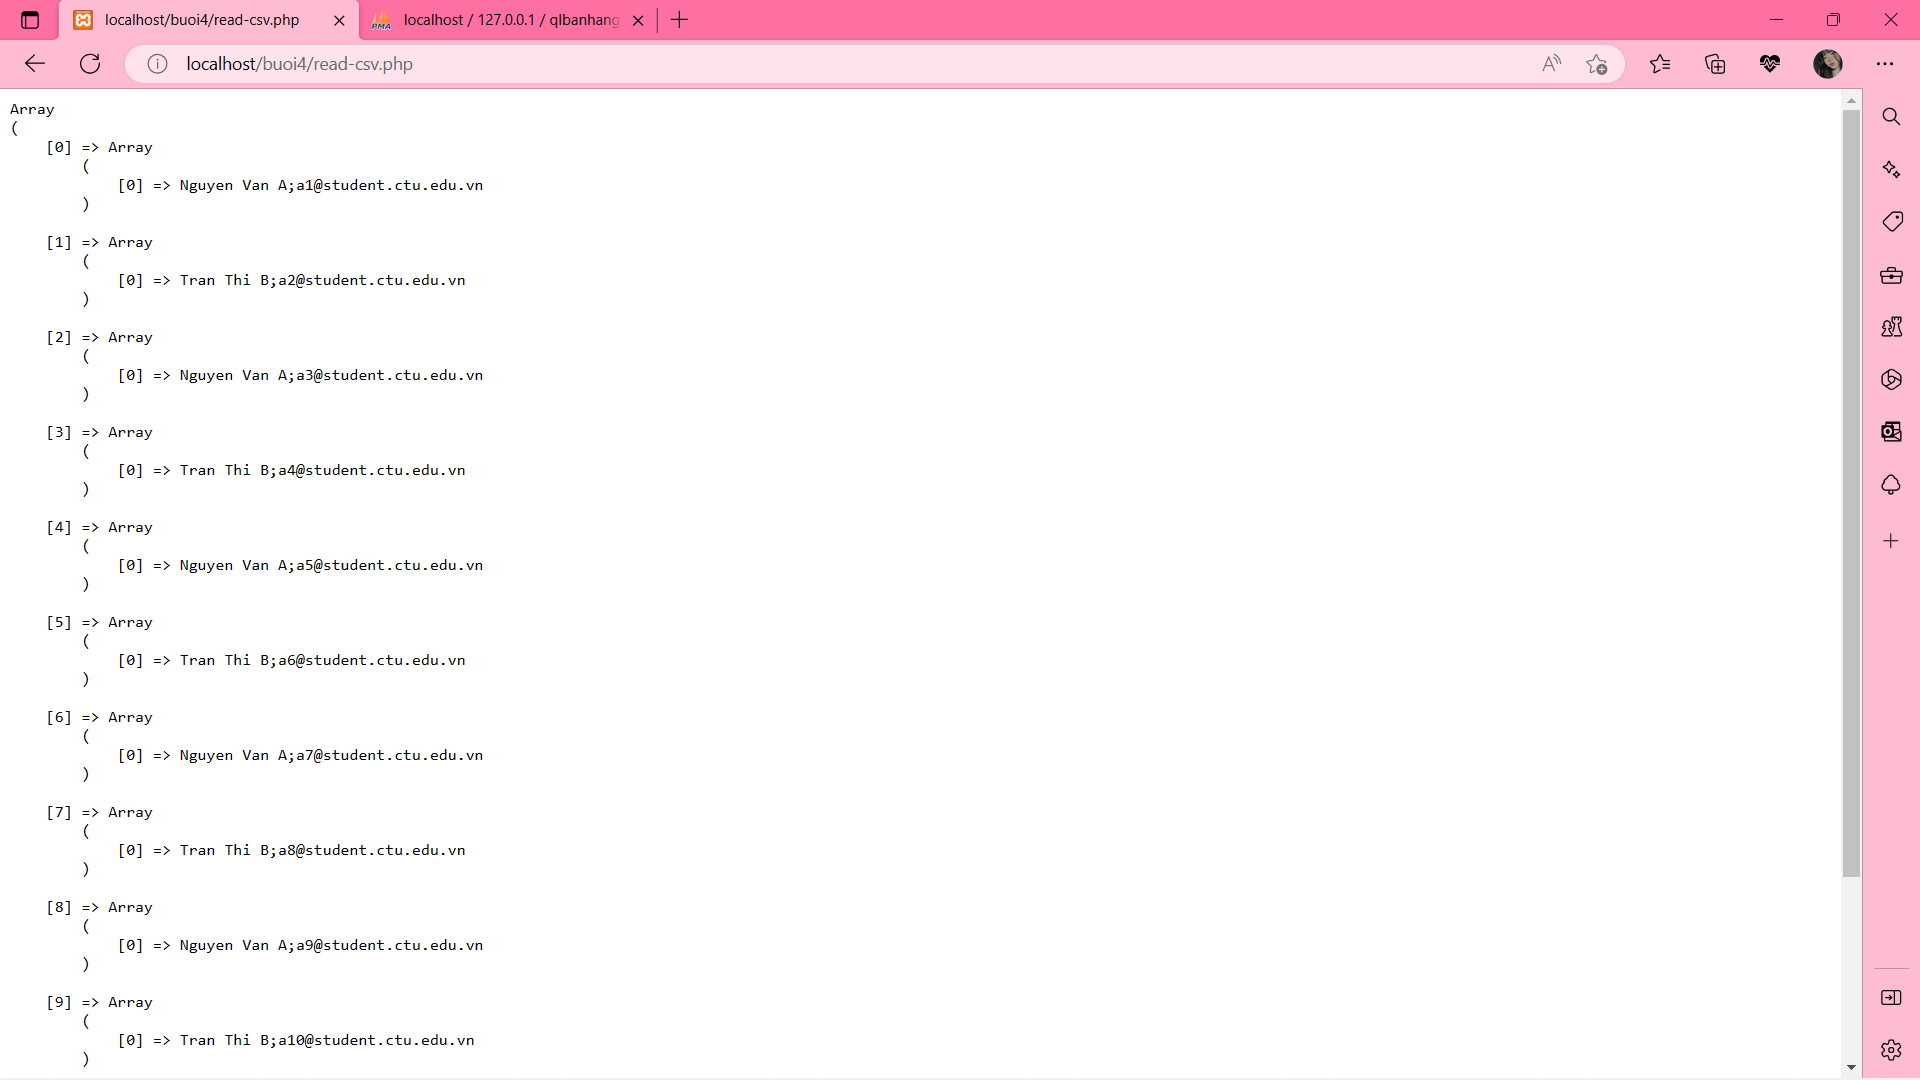 localhost/buoi4/read-csv.php
localhost / 127.0.0.1 / qlbanhang
localhost/buoi4/read-csv.php
Array
(
    [0] => Array
        (
            [0] => Nguyen Van A;a1@student.ctu.edu.vn
        )
    [1] => Array
        (
            [0] => Tran Thi B;a2@student.ctu.edu.vn
        )
    [2] => Array
        (
            [0] => Nguyen Van A;a3@student.ctu.edu.vn
        )
    [3] => Array
        (
            [0] => Tran Thi B;a4@student.ctu.edu.vn
        )
    [4] => Array
        (
            [0] => Nguyen Van A;a5@student.ctu.edu.vn
        )
    [5] => Array
        (
            [0] => Tran Thi B;a6@student.ctu.edu.vn
        )
    [6] => Array
        (
            [0] => Nguyen Van A;a7@student.ctu.edu.vn
        )
    [7] => Array
        (
            [0] => Tran Thi B;a8@student.ctu.edu.vn
        )
    [8] => Array
        (
            [0] => Nguyen Van A;a9@student.ctu.edu.vn
        )
    [9] => Array
        (
            [0] => Tran Thi B;a10@student.ctu.edu.vn
        )